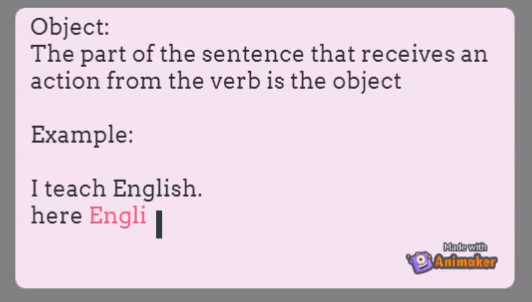 Object:
The part of the sentence that receives an
action from the verb is the object
Example:
I teach English.
here Engli
Made with
Animaker